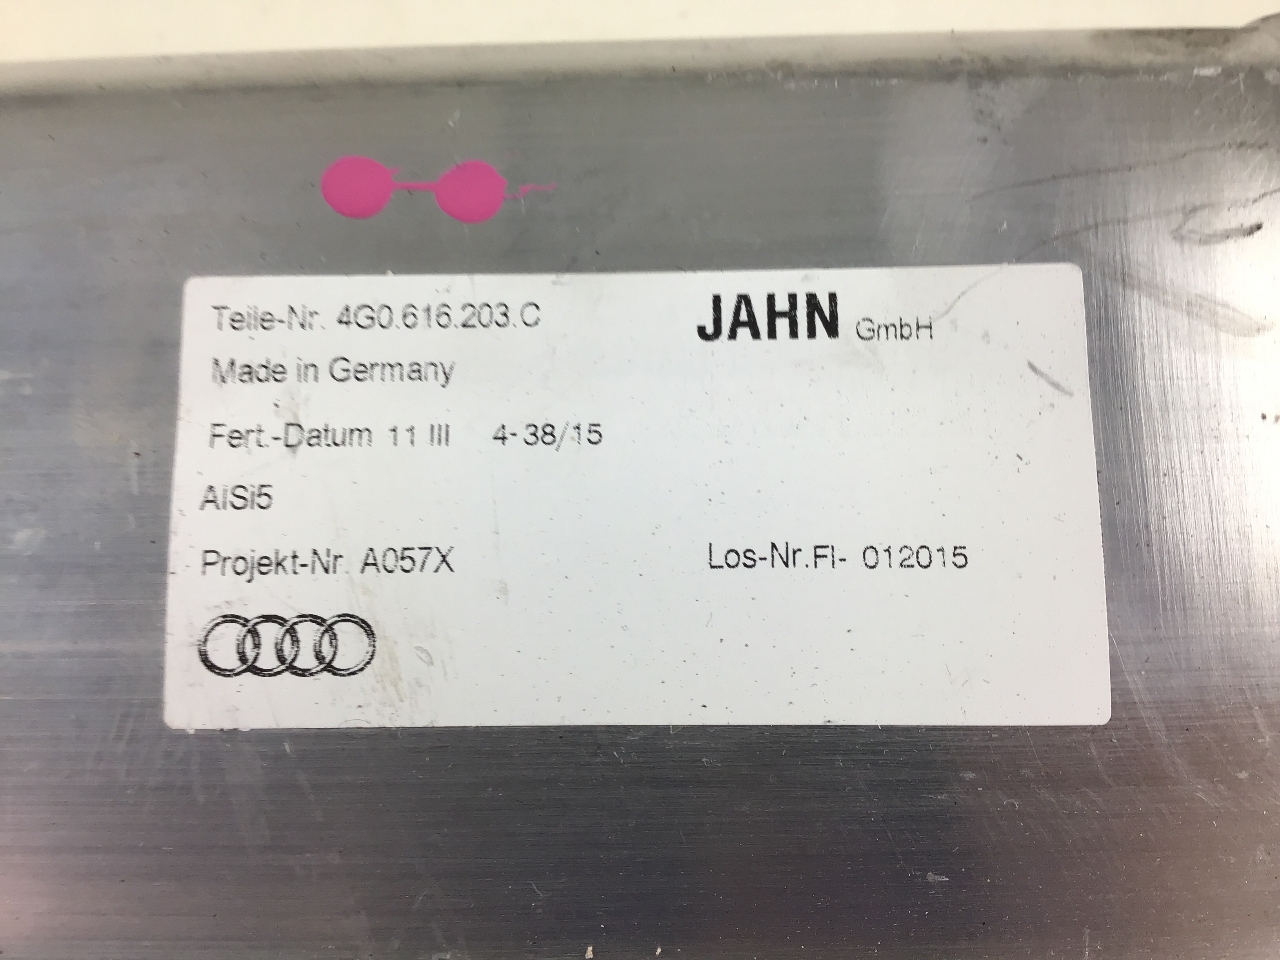 Teile-Nr. 4G0.616.203.C JAHN GmbH
Made in Germany
Fert.-Datum 11 III 4-38/15
AlSi5
Projekt-Nr. A057X Los-Nr.FI- 012015